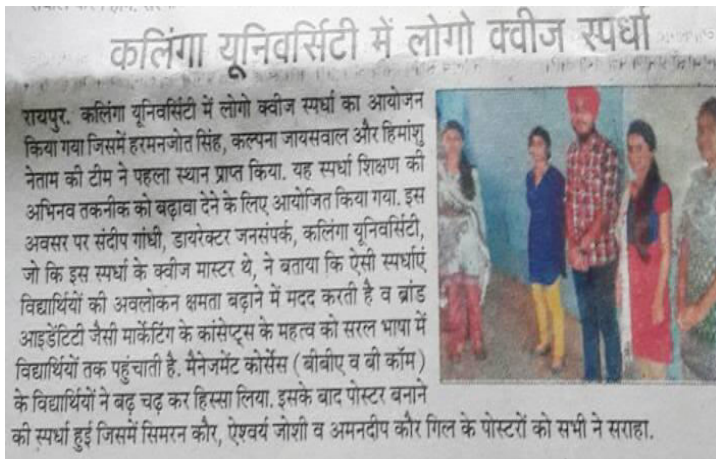 कलिंगा यूनिवर्सिटी में लोगो क्वीज स्पर्धा
रायपुर. कलिंगा यूनिवर्सिटी में लोगो क्वीज स्पर्धा का आयोजन
किया गया जिसमें हरमनजोत सिंह, कल्पना जायसवाल और हिमांशु
नेताम की टीम ने पहला स्थान प्राप्त किया. यह स्पर्धा शिक्षण की
अभिनव तकनीक को बढ़ावा देने के लिए आयोजित किया गया. इस
अवसर पर संदीप गांधी, डायरेक्टर जनसंपर्क, कलिंगा यूनिवर्सिटी,
जो कि इस स्पर्धा के क्वीज मास्टर थे, ने बताया कि ऐसी स्पर्धाएं
विद्यार्थियों की अवलोकन क्षमता बढ़ाने में मदद करती है व ब्रांड
आइडेंटिटी जैसी मार्केटिंग के कांसेप्ट्स के महत्व को सरल भाषा में
विद्यार्थियों तक पहुंचाती है. मैनेजमेंट कोर्सेस (बीबीए व बी कॉम)
के विद्यार्थियों ने बढ़ चढ़ कर हिस्सा लिया. इसके बाद पोस्टर बनाने
की स्पर्धा हुई जिसमें सिमरन कौर, ऐश्वर्य जोशी व अमनदीप कौर गिल के पोस्टरों को सभी ने सराहा.